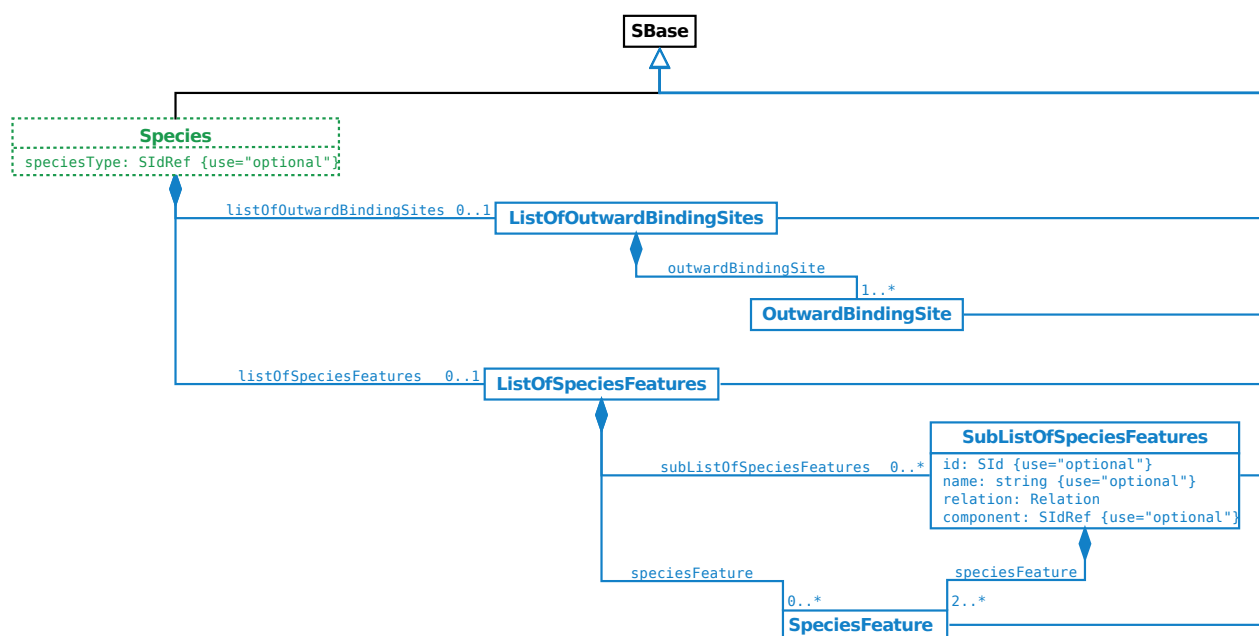 SBase
Species
speciesType: SIdRef {use="optional"}
listOfOutwardBindingSites 0..1
ListOfOutwardBindingSites
outwardBindingSite
1..*
OutwardBindingSite
listOfSpeciesFeatures 0..1
ListOfSpeciesFeatures
SubListOfSpeciesFeatures
id: SId {use="optional"}
name: string {use="optional"}
relation: Relation
component: SIdRef {use="optional"}
subListOfSpeciesFeatures 0..*
speciesFeature
speciesFeature
0..*
2..*
SpeciesFeature